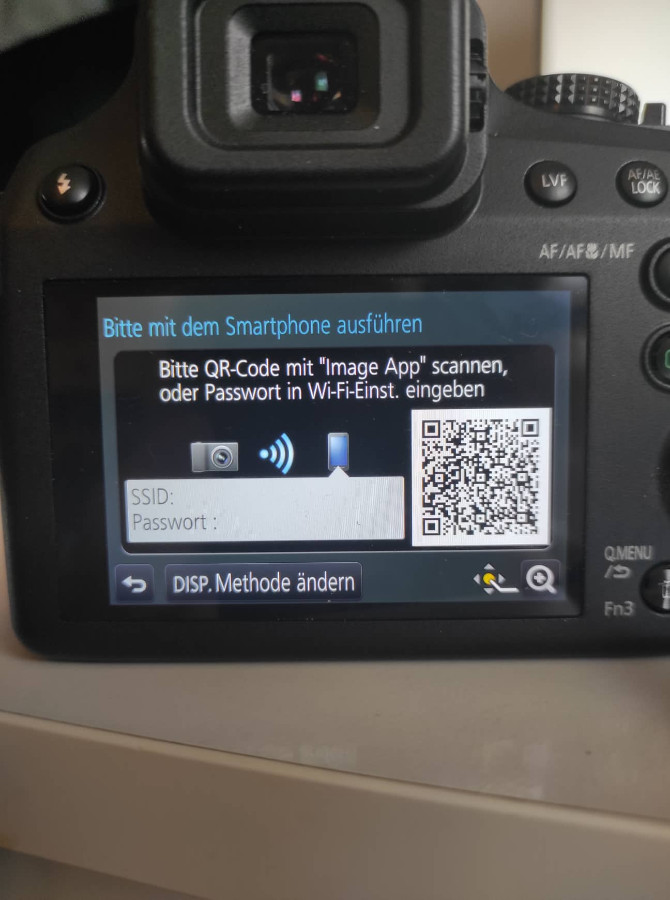 LVF
AF/AE
LOCK
AF/AF /MF
Bitte mit dem Smartphone ausführen
Bitte QR-Code mit "Image App" scannen,
oder Passwort in Wi-Fi-Einst. eingeben
SSID:
Passwort :
DISP. Methode ändern
Q.MENU
/
Fn3